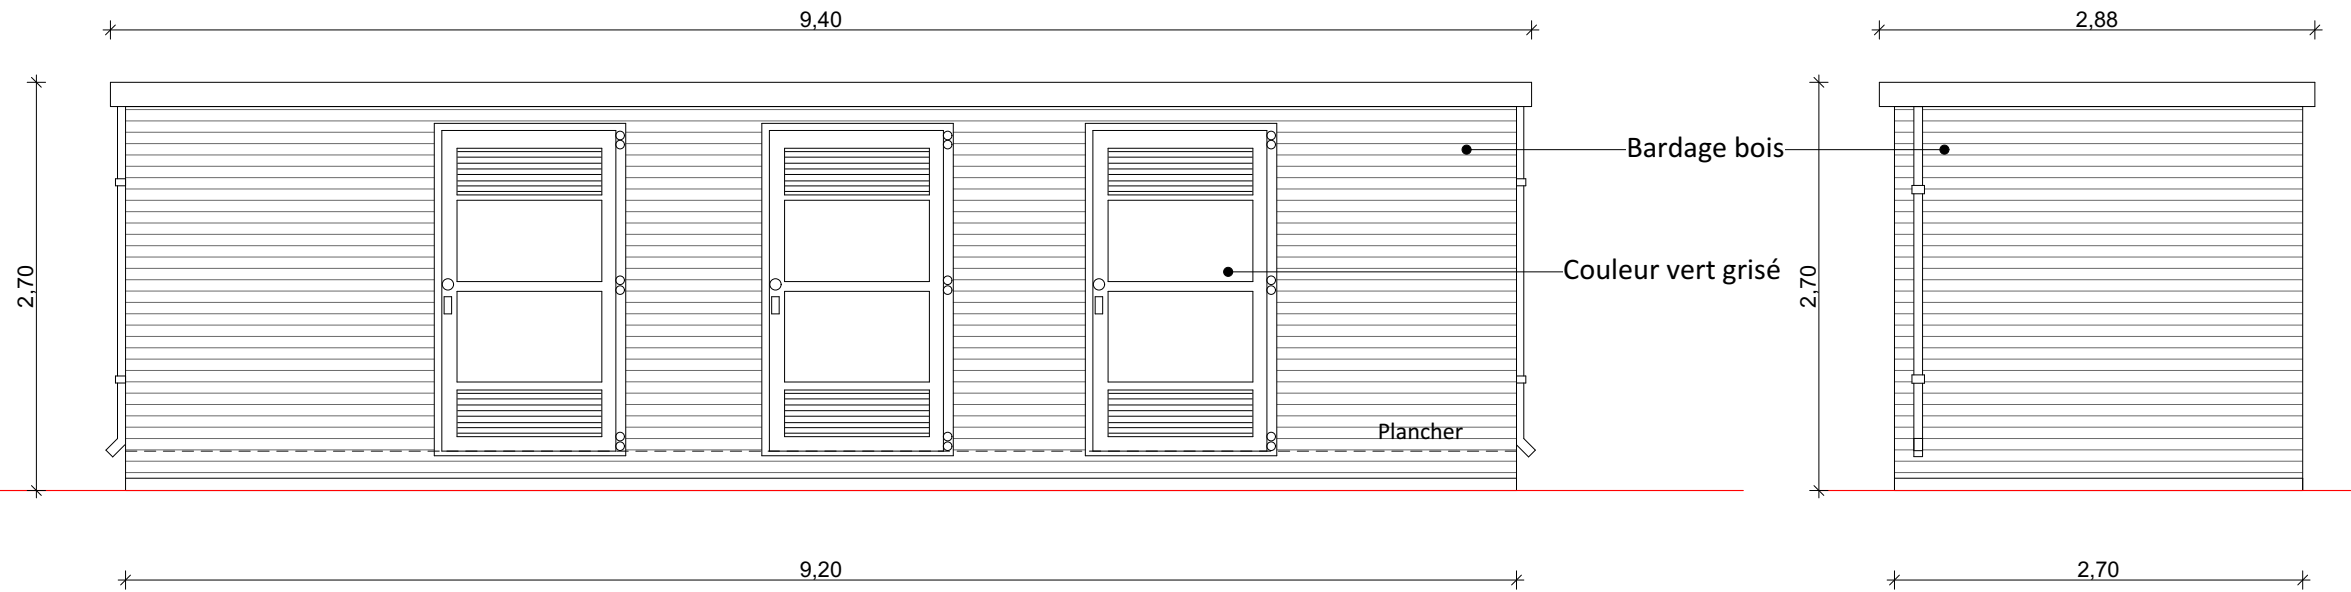 9,40
2,88
Bardage bois
2,70
Couleur vert grisé
2,70
Plancher
9,20
2,70